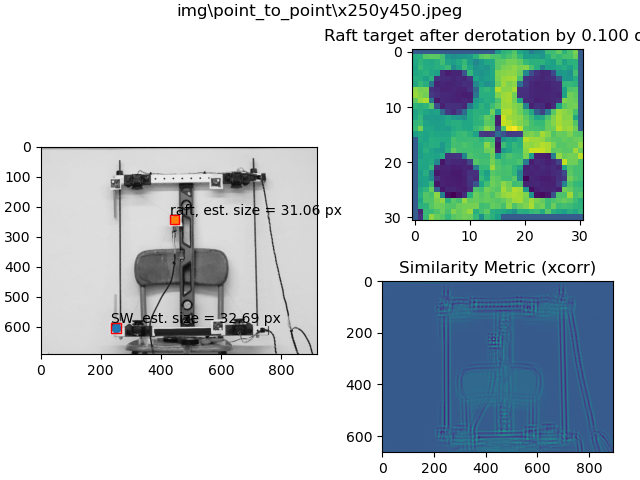 img\point_to_point\x250y450.jpeg
Raft target after derotation by 0.100 d
0
10
20
30
0 10 20 30
0
100
200
300
400
500
600
0 200 400 600 800
raft, est. size = 31.06 px
SW, est. size = 32.69 px
Similarity Metric (xcorr)
0
200
400
600
0 200 400 600 800